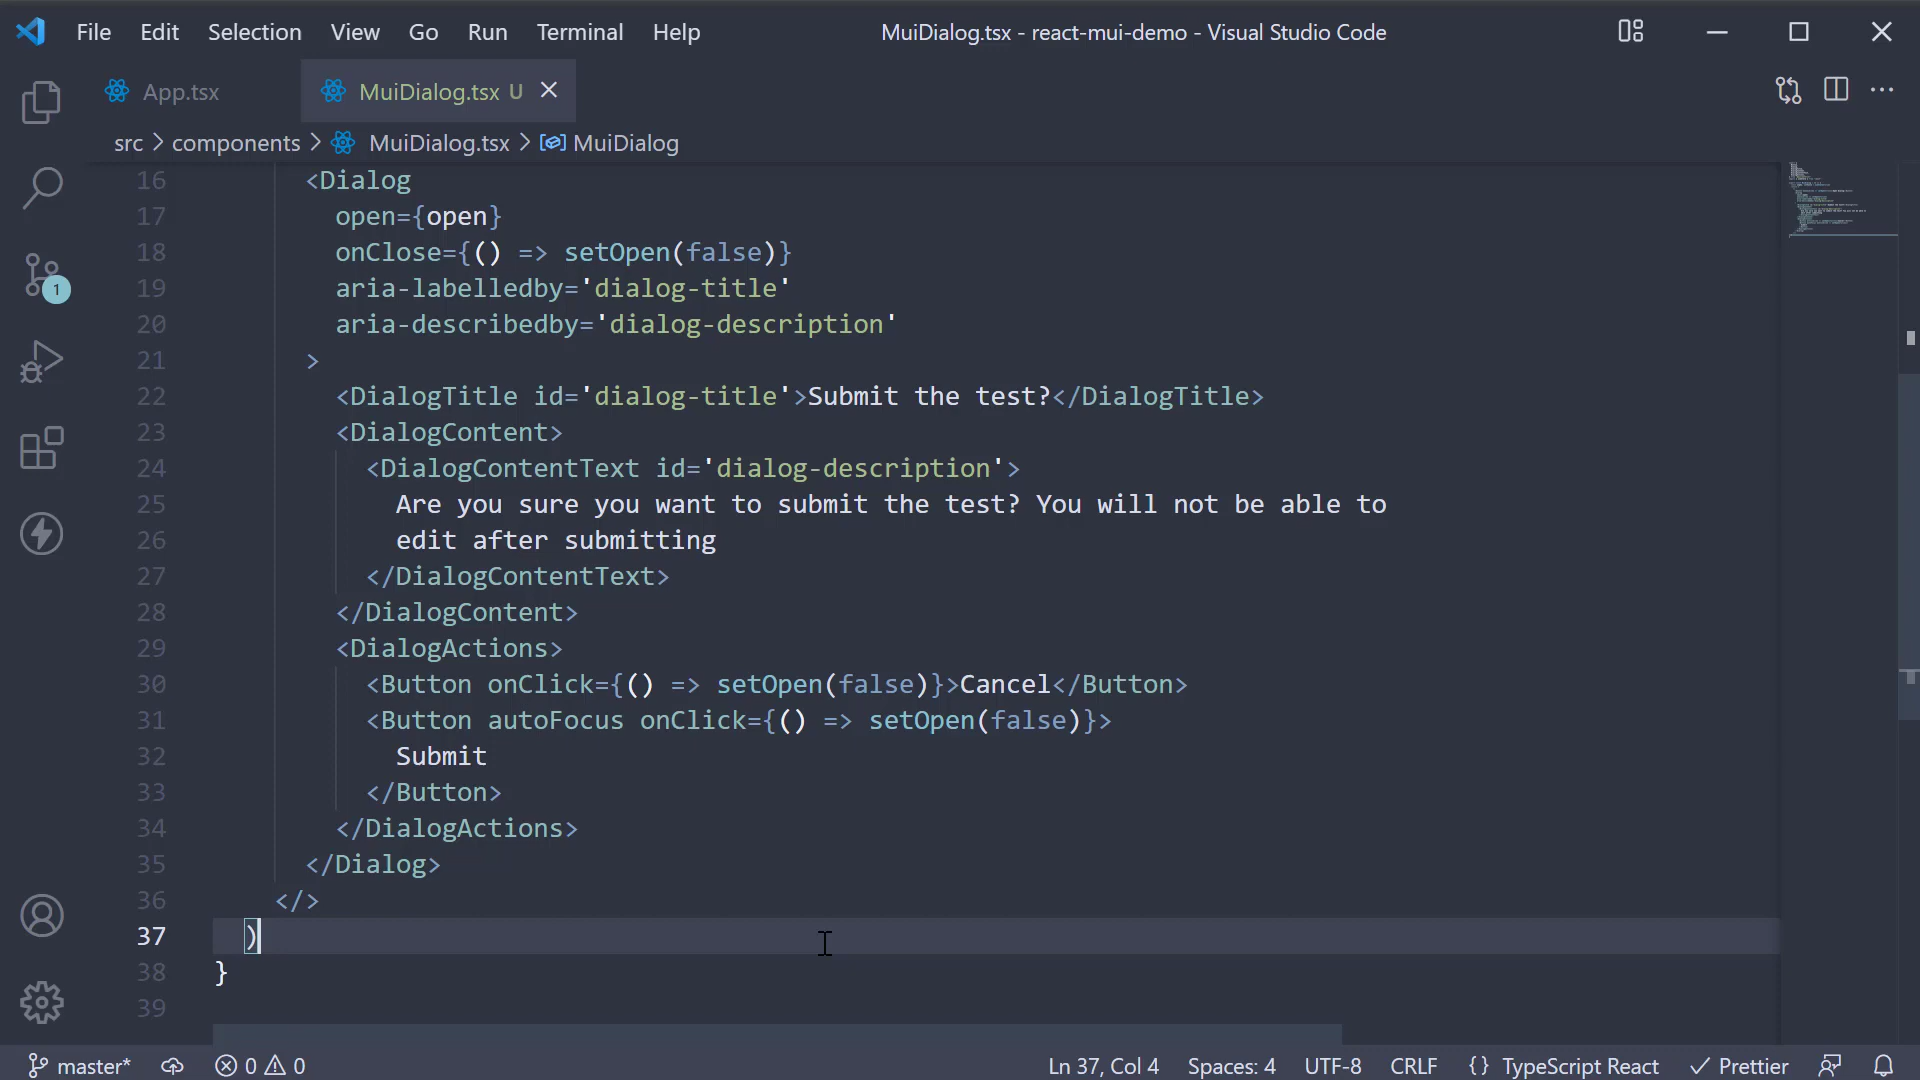 File Edit Selection View Go Run Terminal Help MuiDialog.tsx - react-mui-demo - Visual Studio Code
App.tsx MuiDialog.tsx U
src > components > MuiDialog.tsx > MuiDialog
16 <Dialog
17 open={open}
18 onClose={() => setOpen(false)}
19 aria-labelledby='dialog-title'
20 aria-describedby='dialog-description'
21 >
22 <DialogTitle id='dialog-title'>Submit the test?</DialogTitle>
23 <DialogContent>
24 <DialogContentText id='dialog-description'>
25 Are you sure you want to submit the test? You will not be able to
26 edit after submitting
27 </DialogContentText>
28 </DialogContent>
29 <DialogActions>
30 <Button onClick={() => setOpen(false)}>Cancel</Button>
31 <Button autoFocus onClick={() => setOpen(false)}>
32 Submit
33 </Button>
34 </DialogActions>
35 </Dialog>
36 </>
37 )
38 }
39
1
master* 0 0 Ln 37, Col 4 Spaces: 4 UTF-8 CRLF {} TypeScript React Prettier